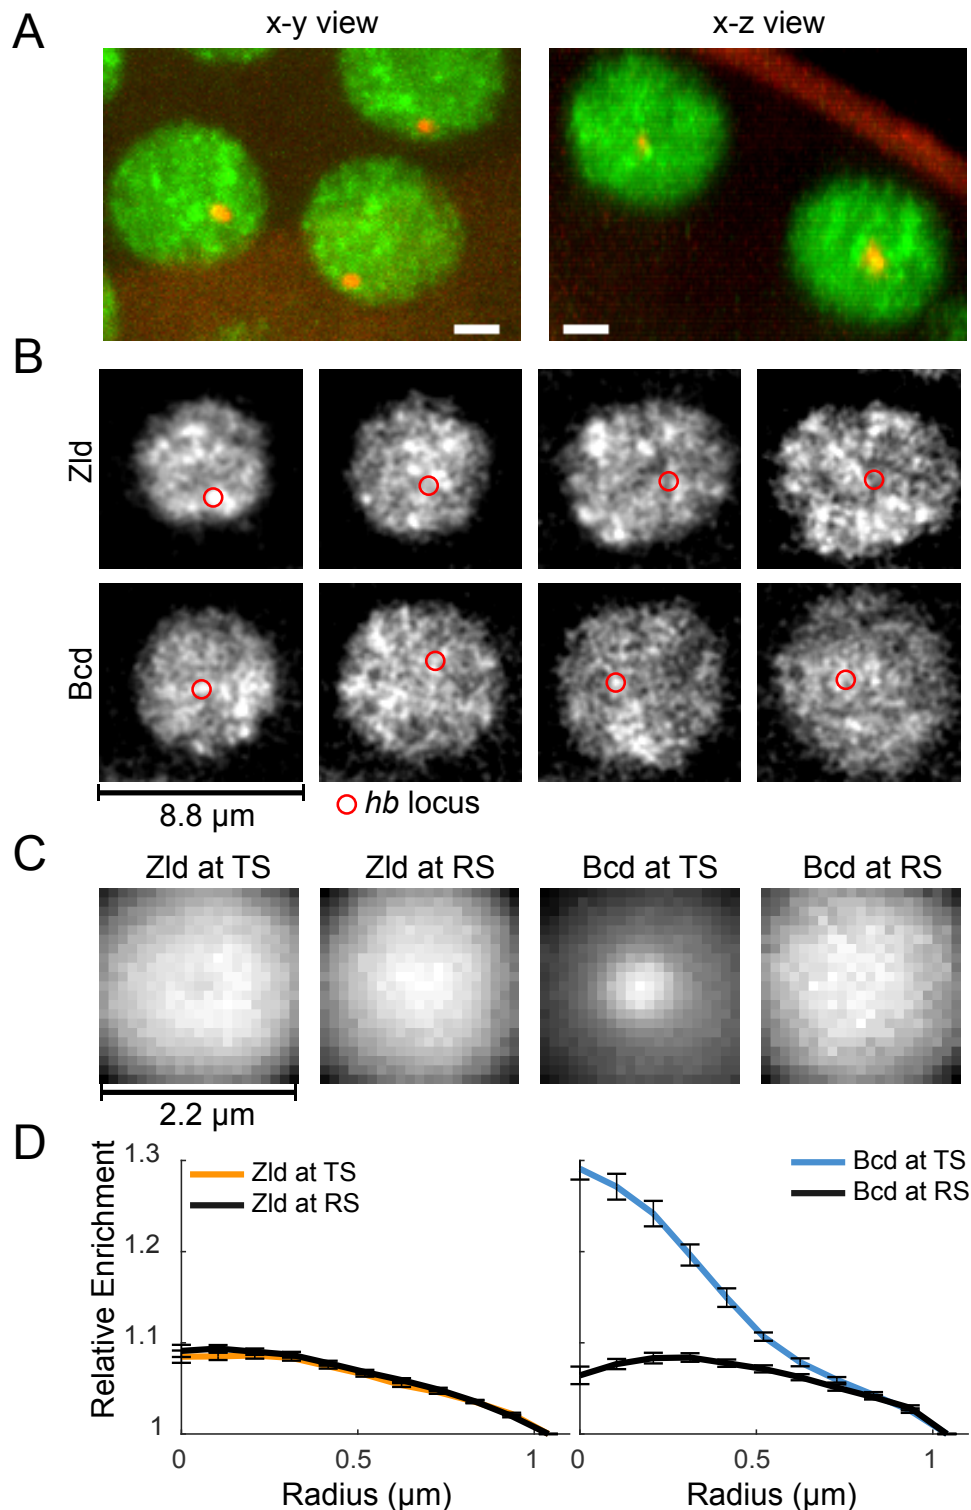 A
x-y view
x-z view
B
Zld
Bcd
8.8 µm
hb locus
C
Zld at TS
Zld at RS
Bcd at TS
Bcd at RS
2.2 µm
D
Relative Enrichment
1.3
1.2
1.1
1
Zld at TS
Zld at RS
0
0.5
1
Radius (µm)
Bcd at TS
Bcd at RS
0
0.5
1
Radius (µm)